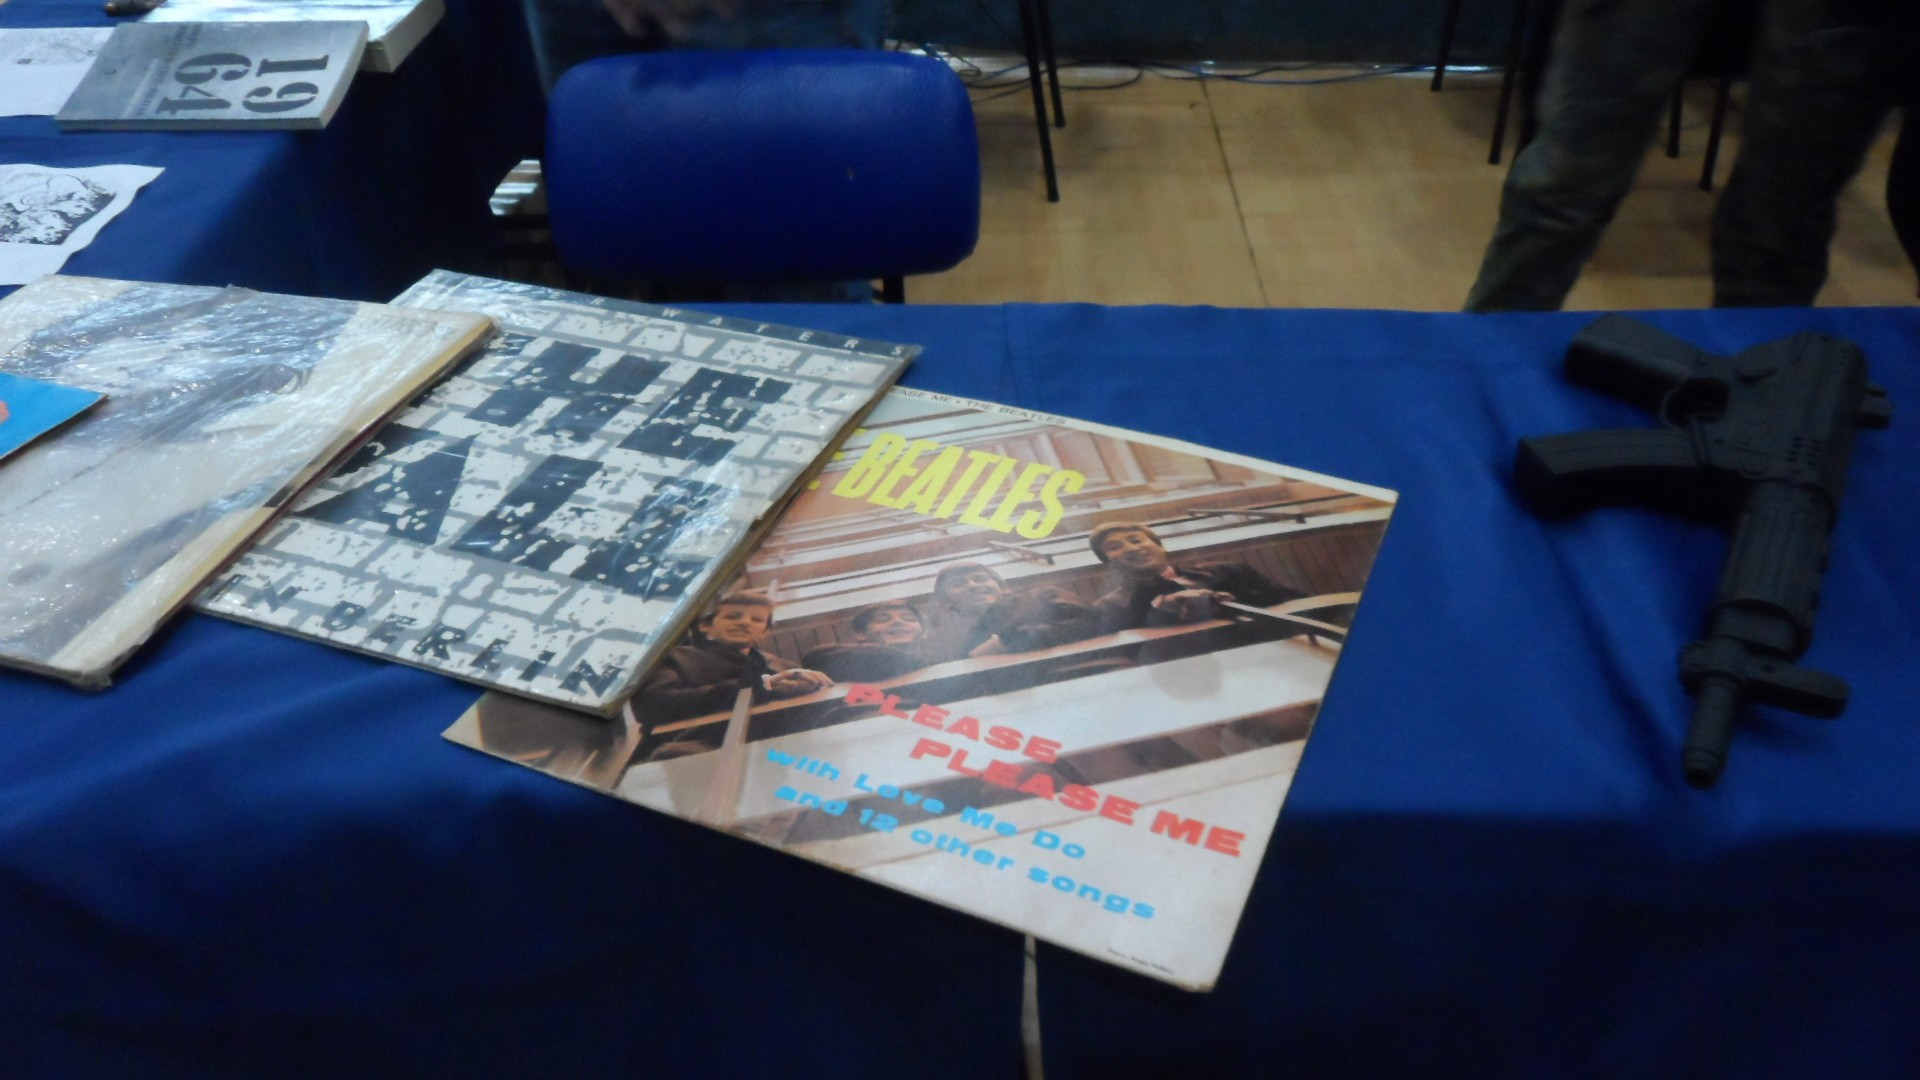 19
64
WATERS
THE
WALL
IN BERLIN
EASE ME • THE BEATLES
BEATLES
PLEASE
PLEASE ME
with Love Me Do
and 12 other songs